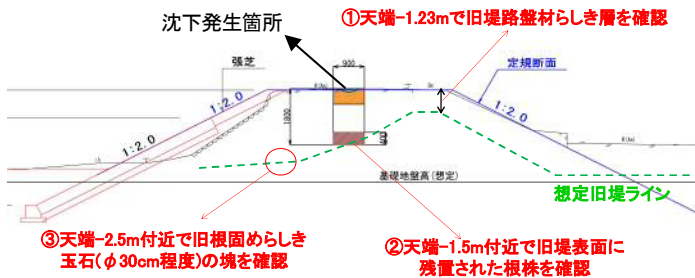 沈下発生箇所
①天端-1.23mで旧堤路盤材らしき層を確認
張芝
900
定規断面
1:2.0
1:2.0
1:2.0
1800
1:2.0
基礎地盤高(想定)
想定旧堤ライン
③天端-2.5m付近で旧根固めらしき
玉石(φ30cm程度)の塊を確認
②天端-1.5m付近で旧堤表面に
残置された根株を確認